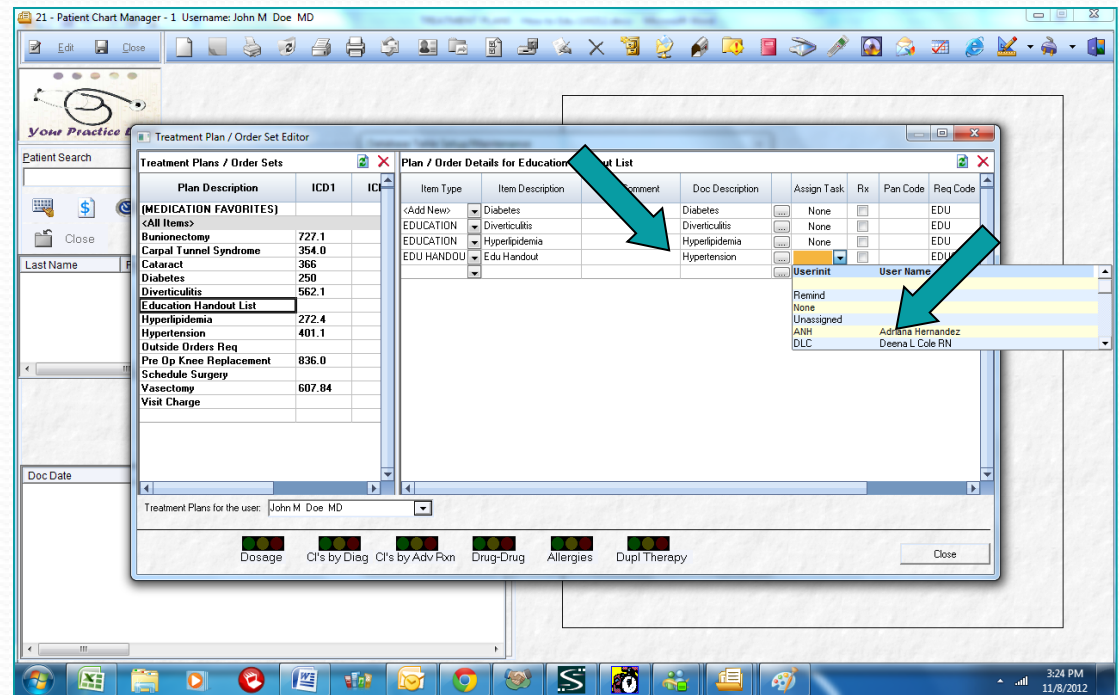 21 - Patient Chart Manager - 1 Username: John M Doe MD
Edit Close
Your Practice
Treatment Plan / Order Set Editor
Patient Search
Treatment Plans / Order Sets
Plan / Order Details for Education out List
Plan Description ICD1
Item Type Item Description Comment Doc Description Assign Task Rx Pan Code Req Code
(MEDICATION FAVORITES)
<Add New> Diabetes Diabetes ... None EDU
<All Items>
EDUCATION Diverticulitis Diverticulitis ... None EDU
Bunionectomy 727.1
EDUCATION Hyperlipidemia Hyperlipidemia ... None EDU
Carpal Tunnel Syndrome 354.0
EDU HANDOU Edu Handout Hypertension ... EDU
Cataract 366
Diabetes 250
Diverticulitis 562.1
Education Handout List
Hyperlipidemia 272.4
Hypertension 401.1
Outside Orders Req
Pre Op Knee Replacement 836.0
Schedule Surgery
Vasectomy 607.84
Visit Charge
...
Userinit User Name
Remind
None
Unassigned
ANH Adriana Hernandez
DLC Deena L Cole RN
Close
Last Name
Doc Date
Treatment Plans for the user: John M Doe MD
Dosage CI's by Diag CI's by Adv Rxn Drug-Drug Allergies Dupl Therapy
Close
3:24 PM
11/8/2012